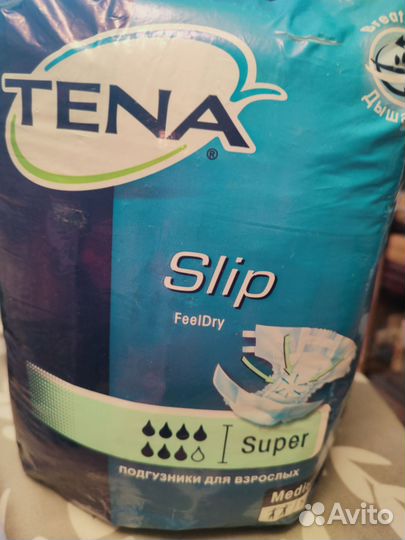 TENA
®
Slip
FeelDry
Super
ПОДГУЗНИКИ ДЛЯ ВЗРОСЛЫХ
Avito